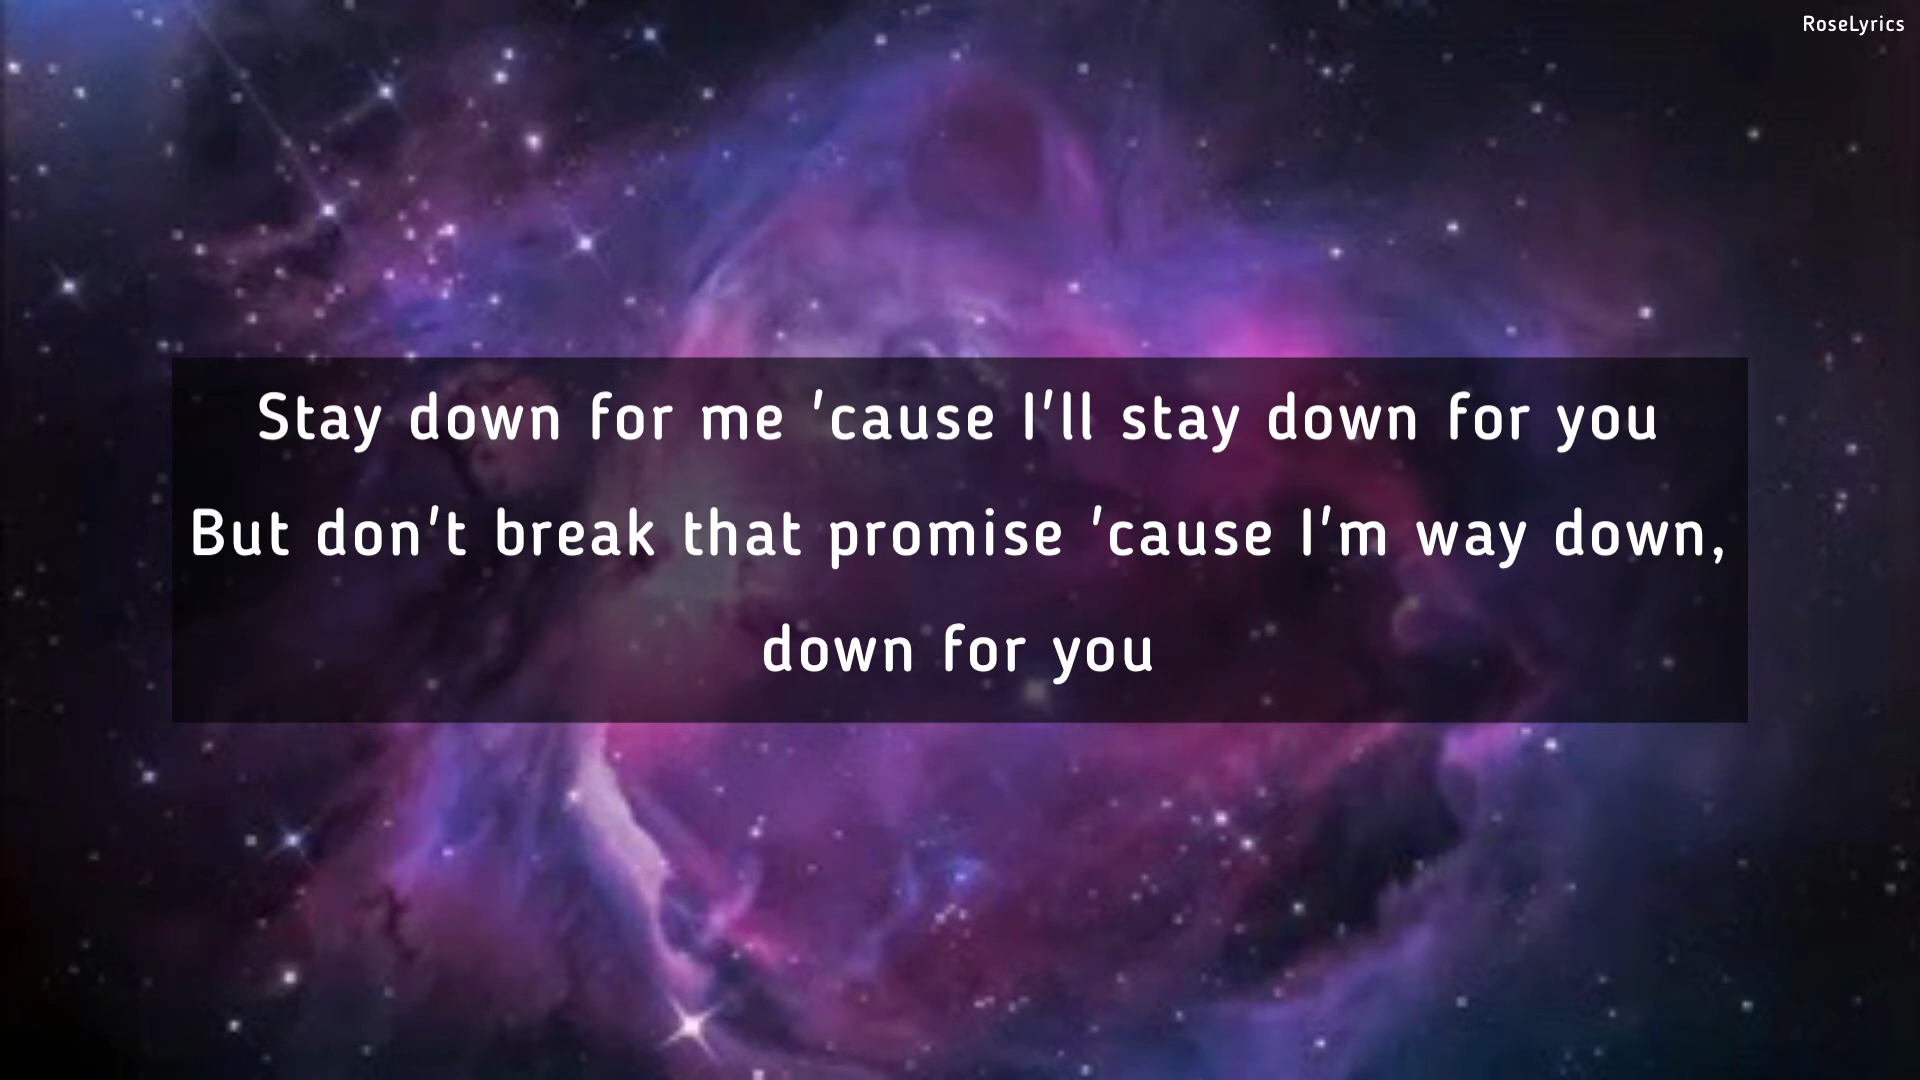 RoseLyrics
Stay down for me 'cause I'll stay down for you
But don't break that promise 'cause I'm way down,
down for you